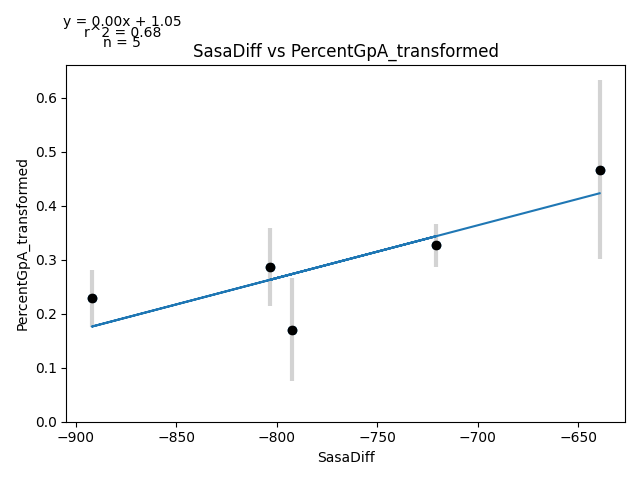 y = 0.00x + 1.05
r^2 = 0.68
n = 5
SasaDiff vs PercentGpA_transformed
PercentGpA_transformed
0.6
0.5
0.4
0.3
0.2
0.1
0.0
−900
−850
−800
−750
−700
−650
SasaDiff